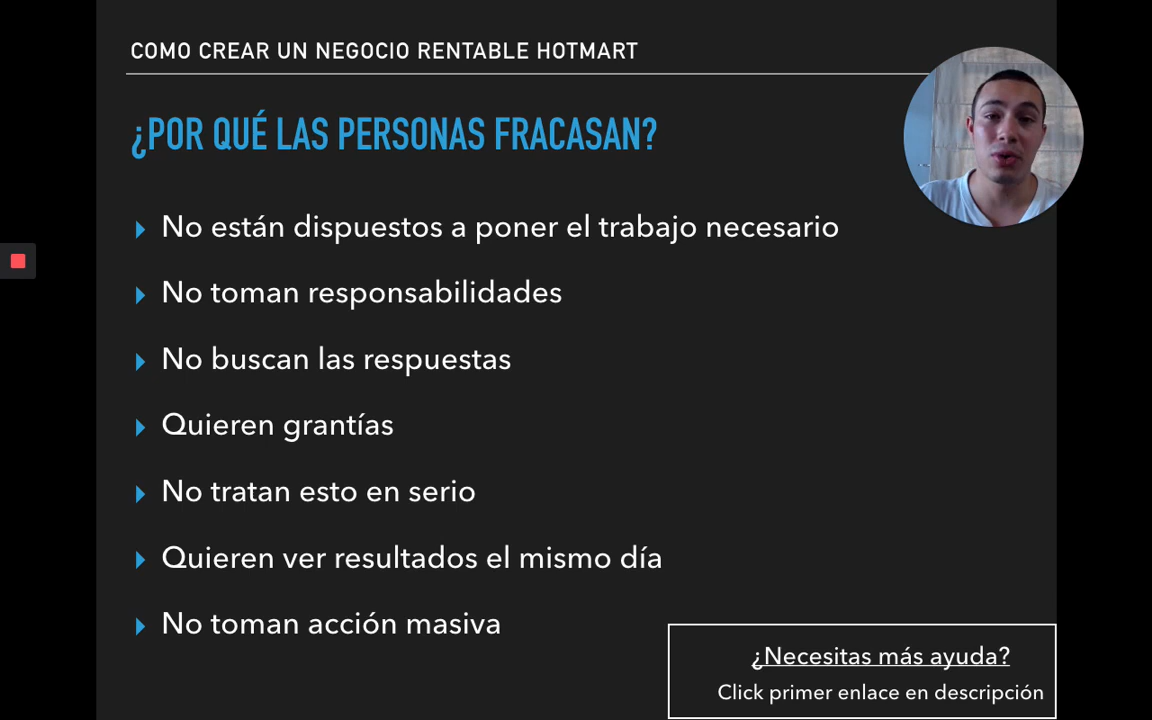 COMO CREAR UN NEGOCIO RENTABLE HOTMART
¿POR QUÉ LAS PERSONAS FRACASAN?
No están dispuestos a poner el trabajo necesario
No toman responsabilidades
No buscan las respuestas
Quieren grantías
No tratan esto en serio
Quieren ver resultados el mismo día
No toman acción masiva
¿Necesitas más ayuda?
Click primer enlace en descripción